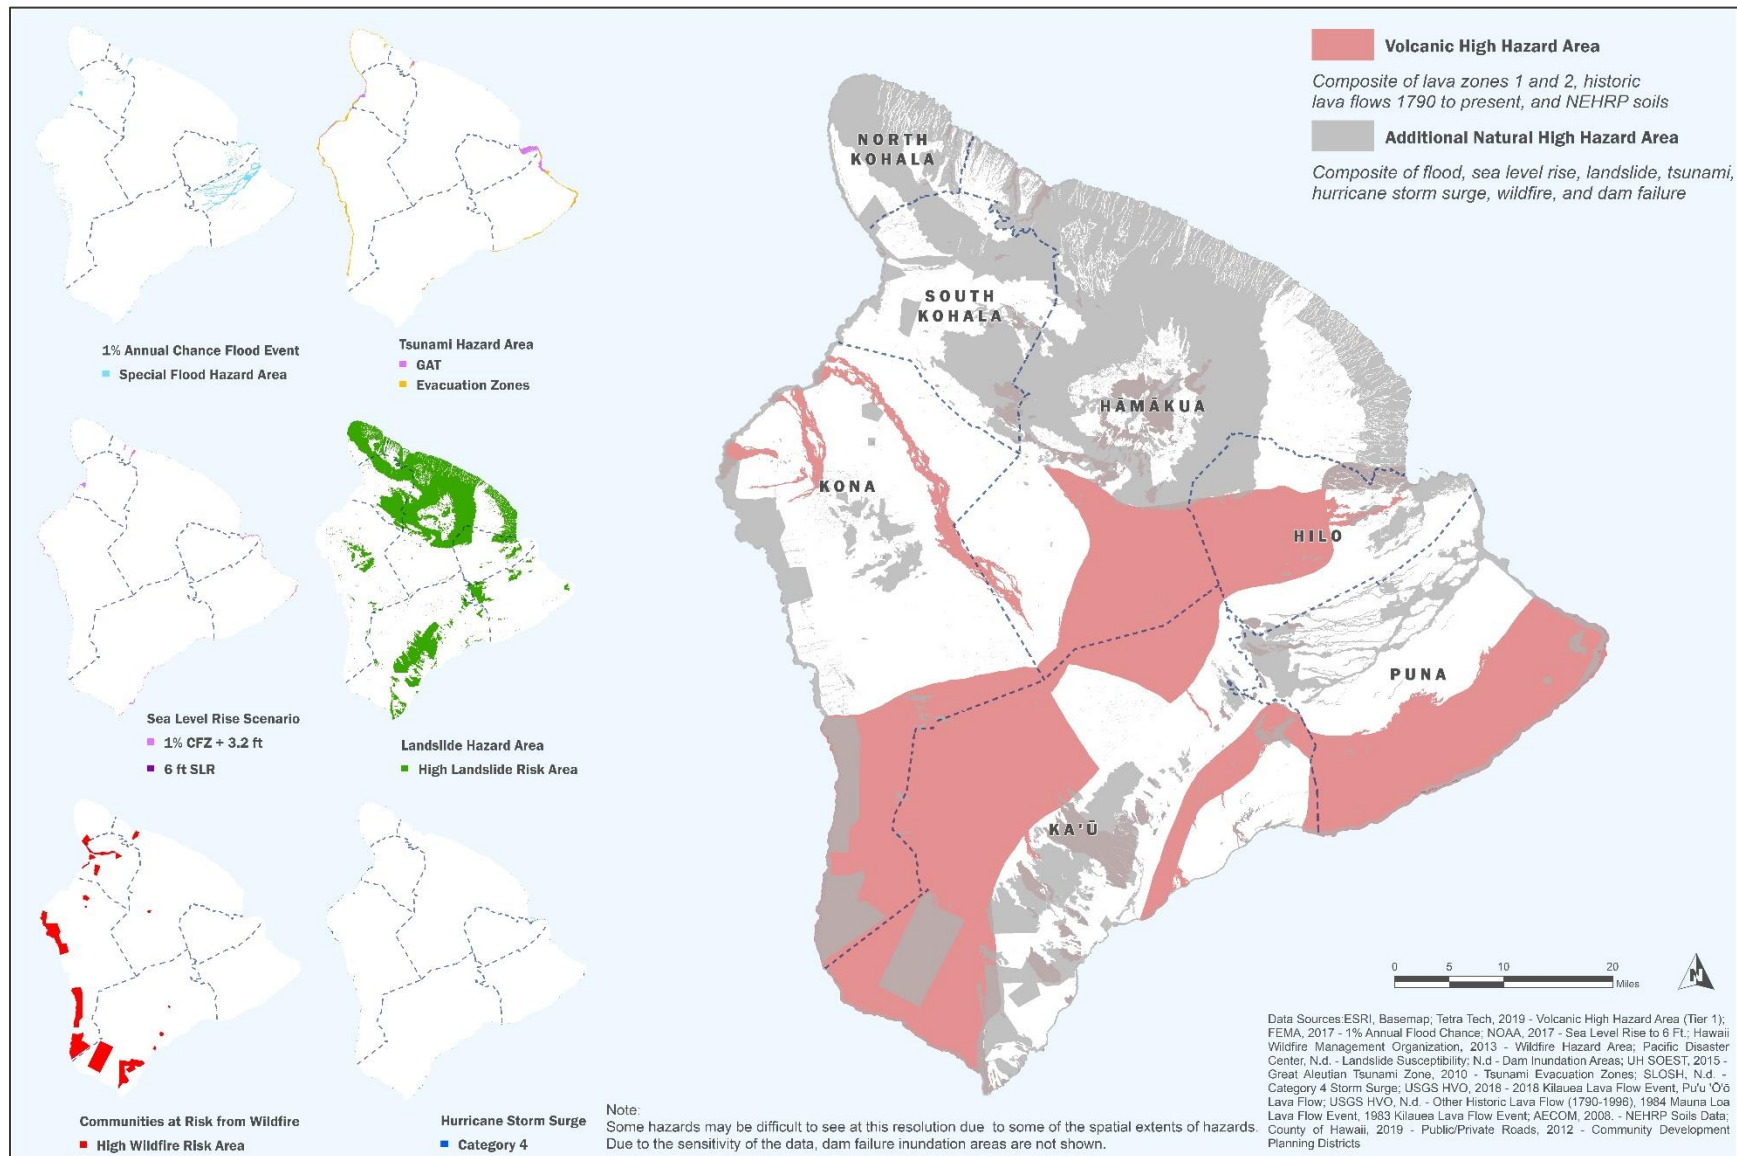 1% Annual Chance Flood Event
Special Flood Hazard Area
Tsunami Hazard Area
GAT
Evacuation Zones
Sea Level Rise Scenario
1% CFZ + 3.2 ft
6 ft SLR
Landslide Hazard Area
High Landslide Risk Area
Communities at Risk from Wildfire
High Wildfire Risk Area
Hurricane Storm Surge
Category 4
NORTH
KOHALA
SOUTH
KOHALA
HĀMĀKUA
KONA
HILO
PUNA
KA'Ū
Volcanic High Hazard Area
Composite of lava zones 1 and 2, historic
lava flows 1790 to present, and NEHRP soils
Additional Natural High Hazard Area
Composite of flood, sea level rise, landslide, tsunami,
hurricane storm surge, wildfire, and dam failure
0 5 10 20
Miles
N
Note:
Some hazards may be difficult to see at this resolution due to some of the spatial extents of hazards.
Due to the sensitivity of the data, dam failure inundation areas are not shown.
Data Sources:ESRI, Basemap; Tetra Tech, 2019 - Volcanic High Hazard Area (Tier 1);
FEMA, 2017 - 1% Annual Flood Chance; NOAA, 2017 - Sea Level Rise to 6 Ft.; Hawaii
Wildfire Management Organization, 2013 - Wildfire Hazard Area; Pacific Disaster
Center, N.d. - Landslide Susceptibility; N.d - Dam Inundation Areas; UH SOEST, 2015 -
Great Aleutian Tsunami Zone, 2010 - Tsunami Evacuation Zones; SLOSH, N.d. -
Category 4 Storm Surge; USGS HVO, 2018 - 2018 Kilauea Lava Flow Event, Pu'u 'Ō'ō
Lava Flow; USGS HVO, N.d. - Other Historic Lava Flow (1790-1996), 1984 Mauna Loa
Lava Flow Event, 1983 Kilauea Lava Flow Event; AECOM, 2008. - NEHRP Soils Data;
County of Hawaii, 2019 - Public/Private Roads, 2012 - Community Development
Planning Districts